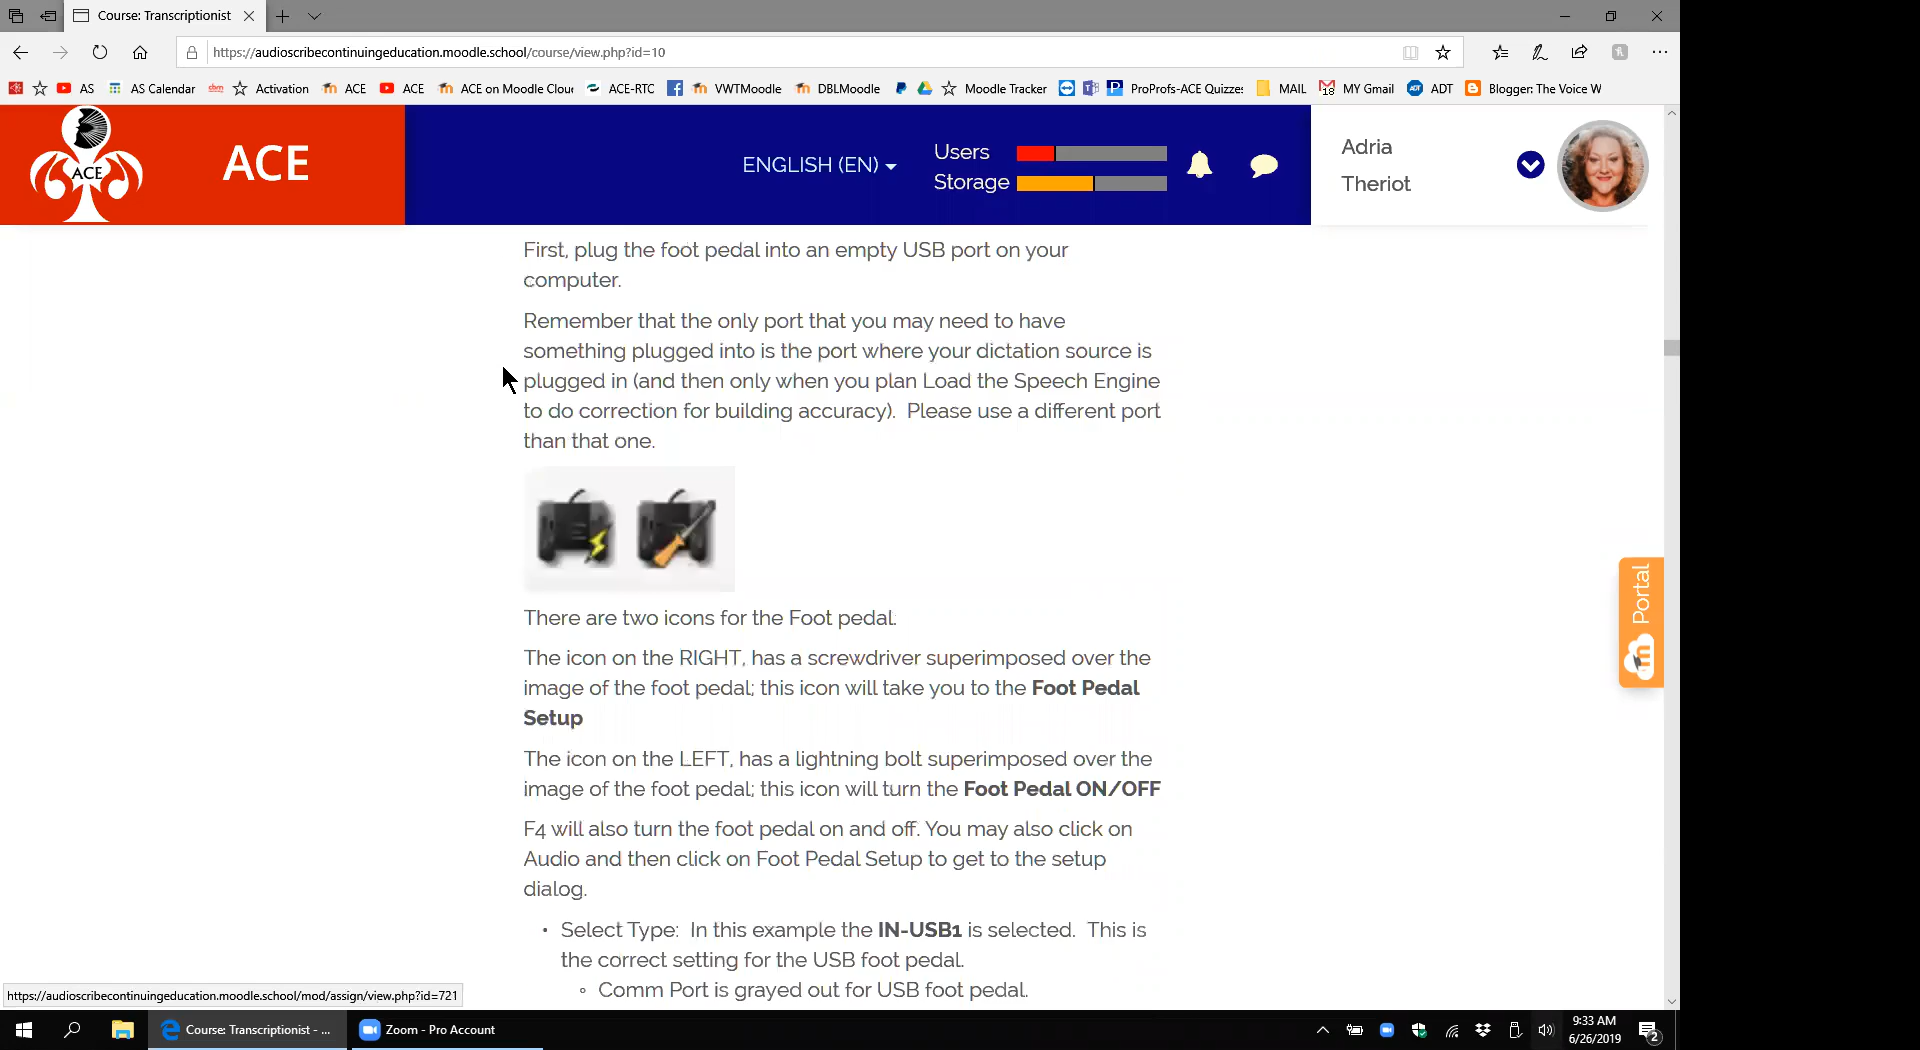 Course: Transcriptionist
https://audioscribecontinuingeducation.moodle.school/course/view.php?id=10
AS
AS Calendar
cbm
Activation
ACE
ACE
ACE on Moodle Clou
ACE-RTC
VWTMoodle
DBLMoodle
Moodle Tracker
ProProfs-ACE Quizzes
MAIL
18
MY Gmail
ADT
ADT
Blogger: The Voice W
ACE
ACE
ENGLISH (EN)
Users
Storage
Adria
Theriot
First, plug the foot pedal into an empty USB port on your
computer.
Remember that the only port that you may need to have
something plugged into is the port where your dictation source is
plugged in (and then only when you plan Load the Speech Engine
to do correction for building accuracy). Please use a different port
than that one.
There are two icons for the Foot pedal.
The icon on the RIGHT, has a screwdriver superimposed over the
image of the foot pedal; this icon will take you to the Foot Pedal
Setup
The icon on the LEFT, has a lightning bolt superimposed over the
image of the foot pedal; this icon will turn the Foot Pedal ON/OFF
F4 will also turn the foot pedal on and off. You may also click on
Audio and then click on Foot Pedal Setup to get to the setup
dialog.
• Select Type: In this example the IN-USB1 is selected. This is
the correct setting for the USB foot pedal.
◦ Comm Port is grayed out for USB foot pedal.
Portal
https://audioscribecontinuingeducation.moodle.school/mod/assign/view.php?id=721
Course: Transcriptionist - ...
Zoom - Pro Account
9:33 AM
6/26/2019
2